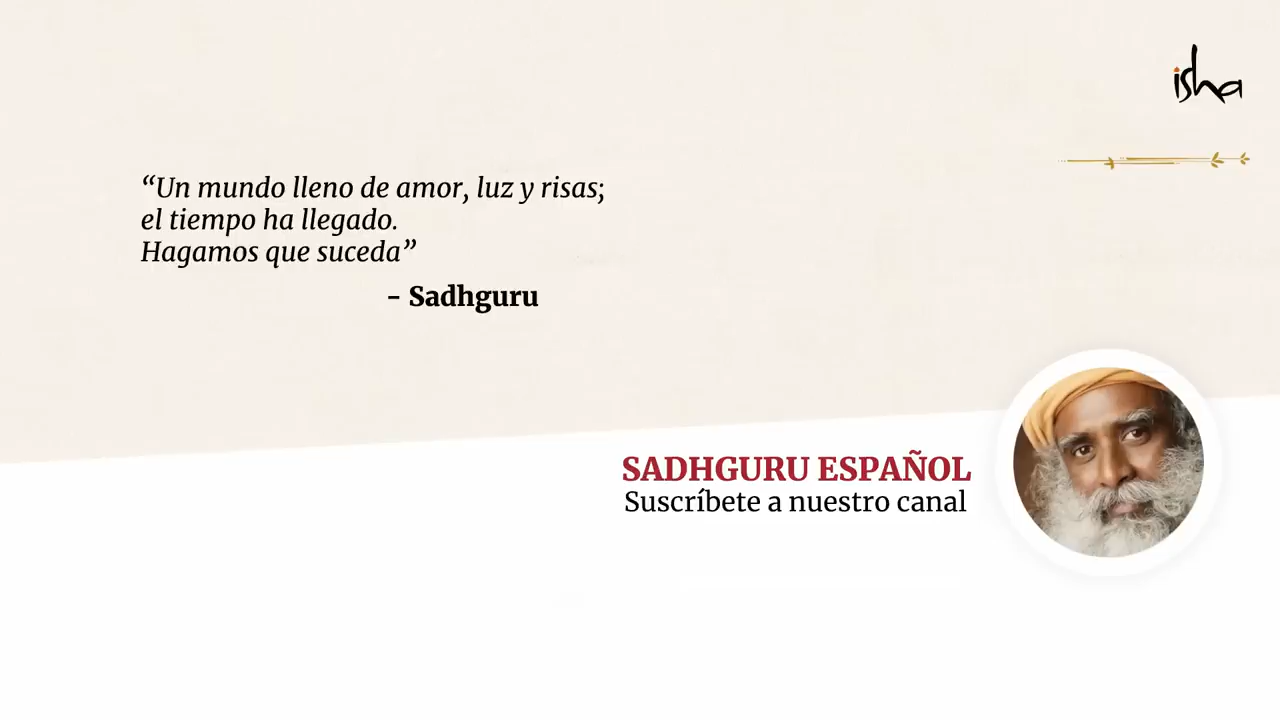 isha
“Un mundo lleno de amor, luz y risas;
el tiempo ha llegado.
Hagamos que suceda”
- Sadhguru
SADHGURU ESPAÑOL
Suscríbete a nuestro canal